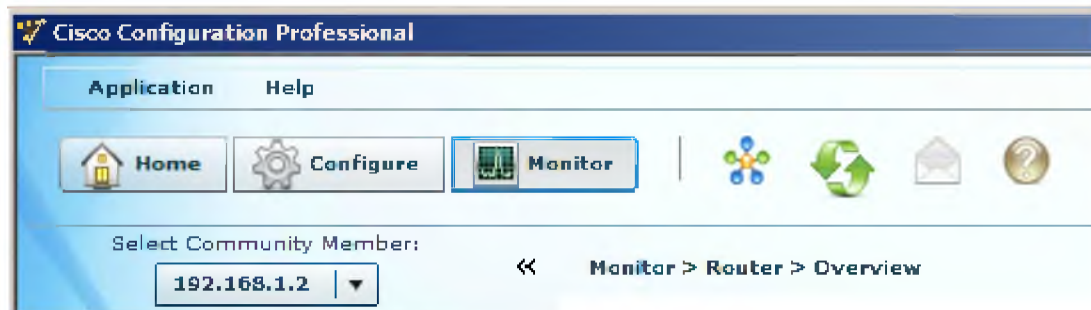 Cisco Configuration Professional
Application Help
Home Configure Monitor ?
Select Community Member:
192.168.1.2
« Monitor > Router > Overview